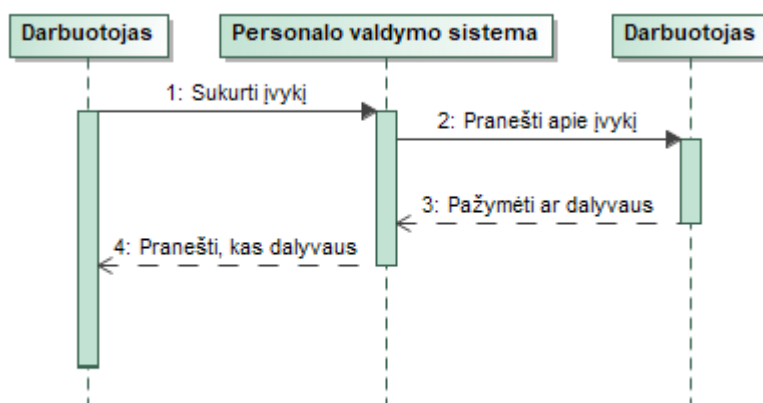 Darbuotojas
Personalo valdymo sistema
Darbuotojas
1: Sukurti įvykį
2: Pranešti apie įvykį
3: Pažymėti ar dalyvaus
4: Pranešti, kas dalyvaus